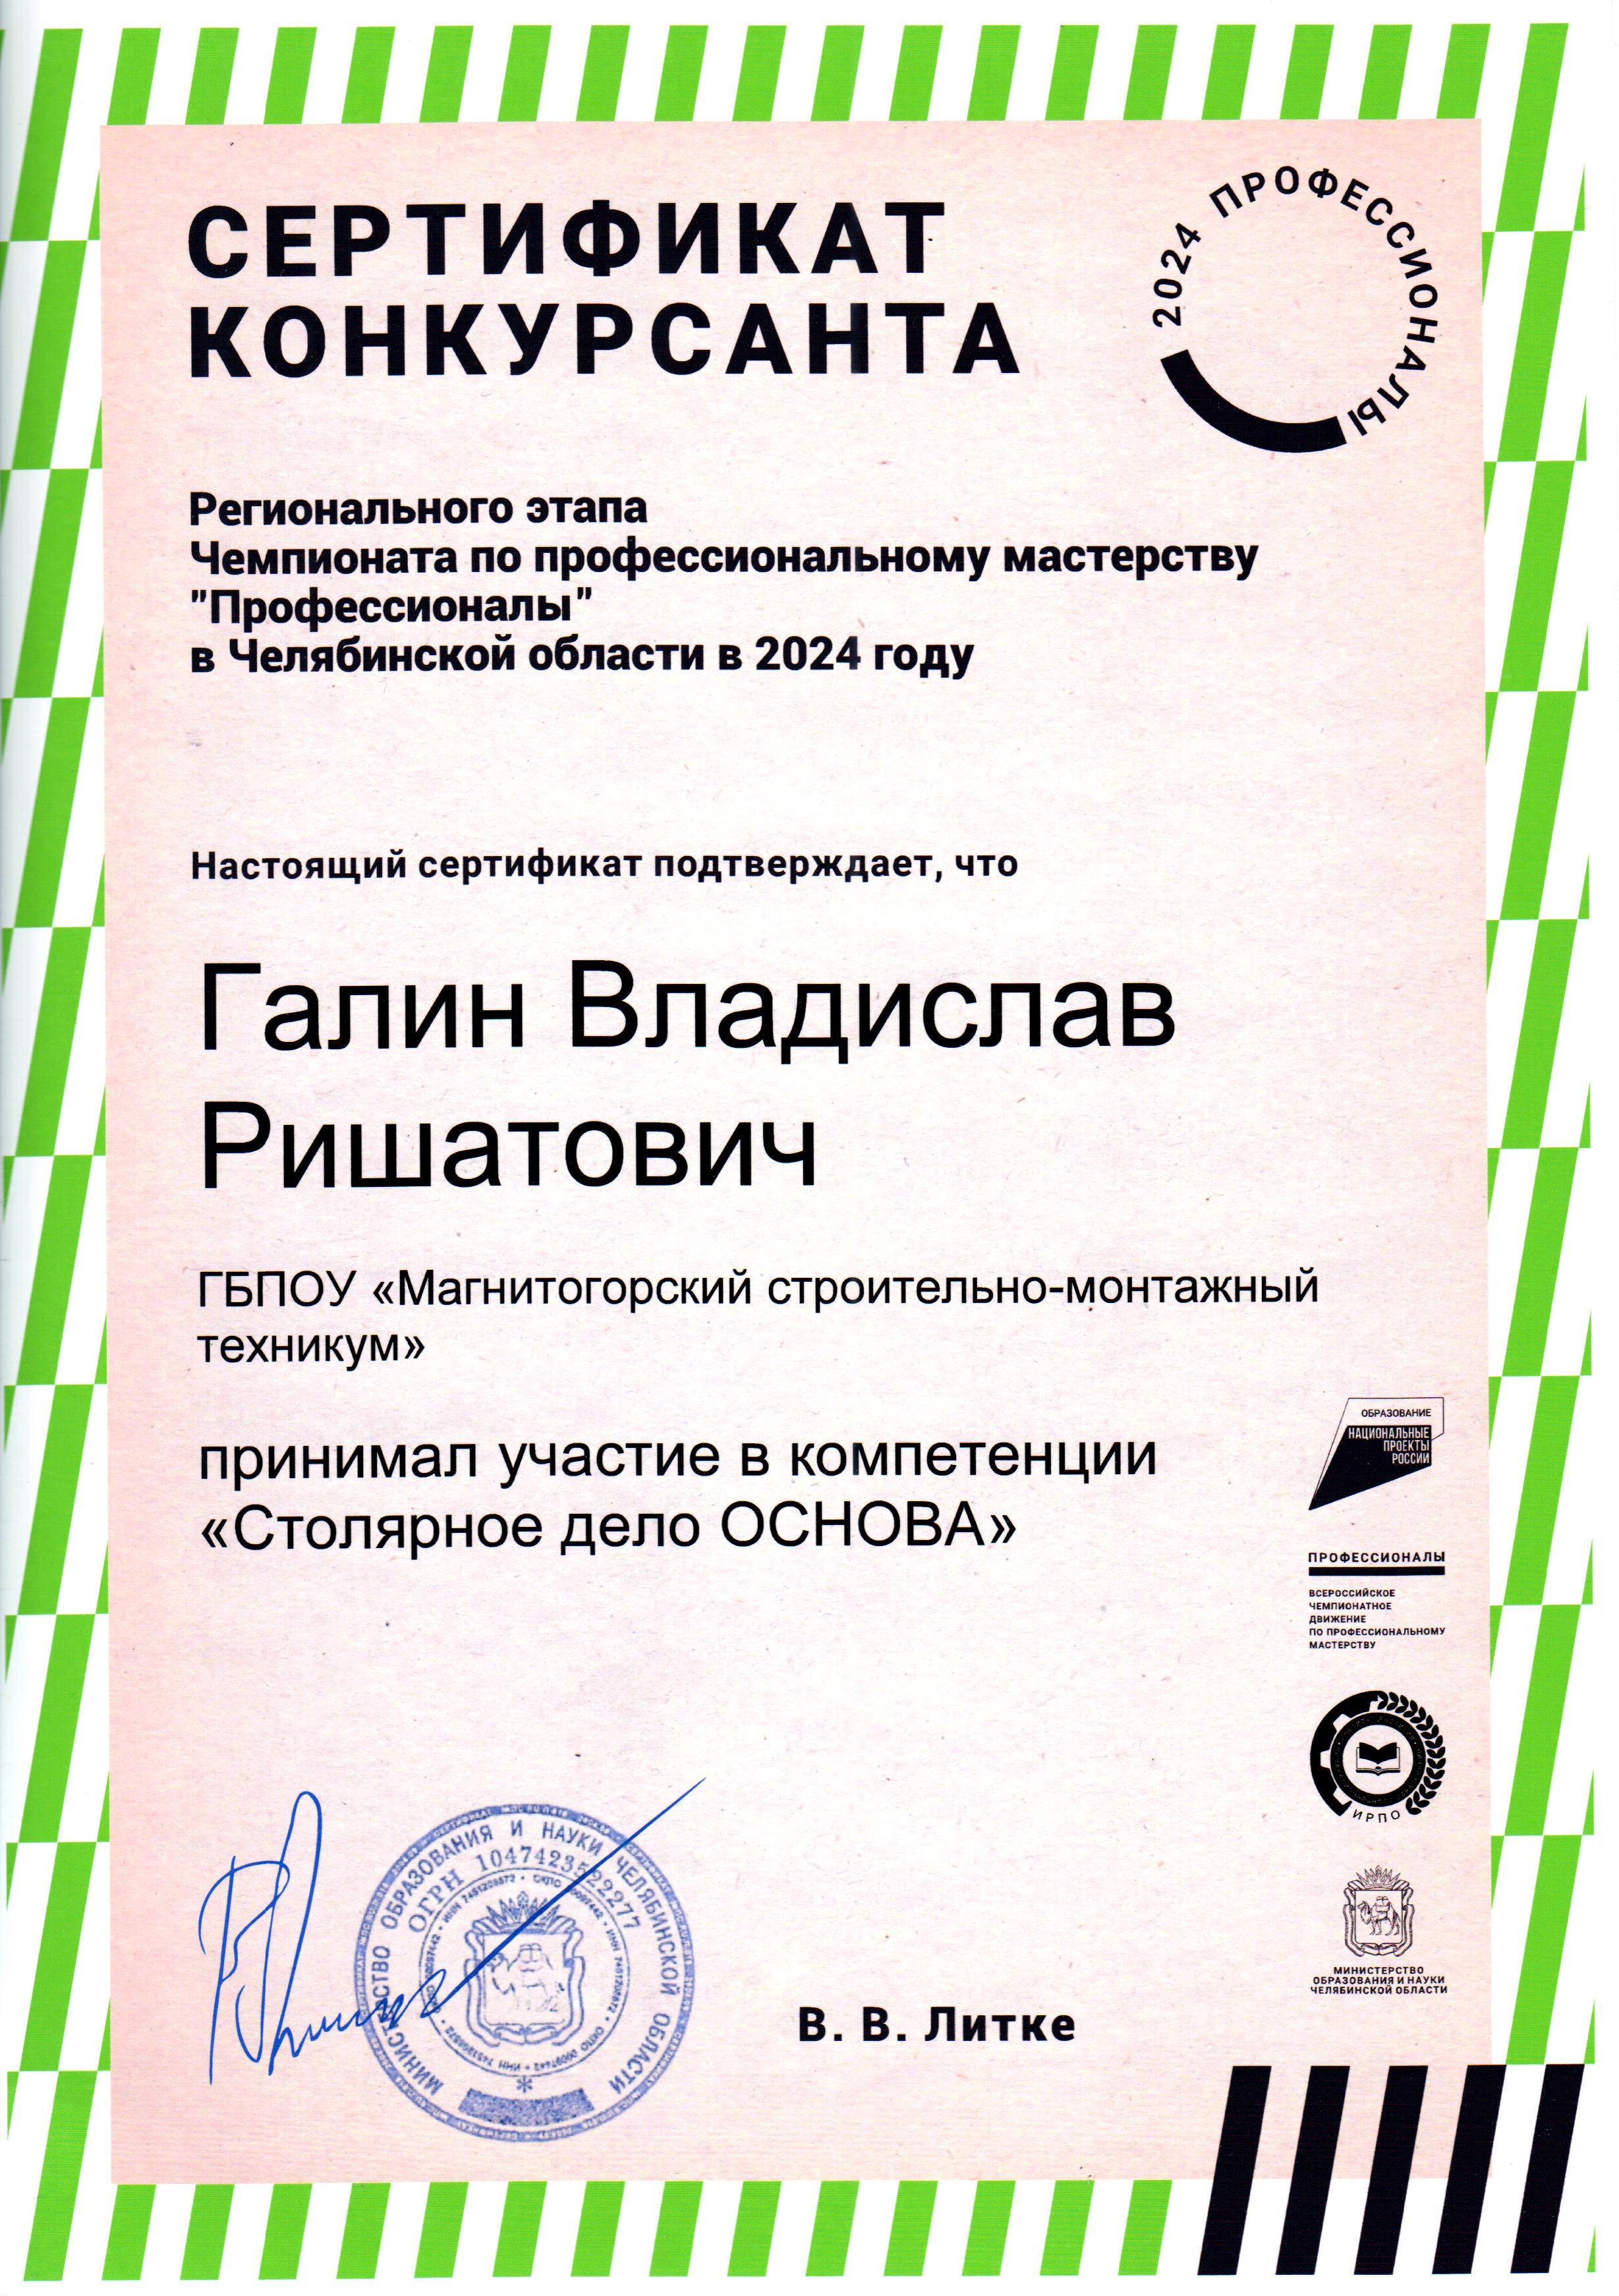 СЕРТИФИКАТ
КОНКУРСАНТА
2024 ПРОФЕССИОНАЛЫ
Регионального этапа
Чемпионата по профессиональному мастерству
"Профессионалы"
в Челябинской области в 2024 году
Настоящий сертификат подтверждает, что
Галин Владислав
Ришатович
ГБПОУ «Магнитогорский строительно-монтажный
техникум»
принимал участие в компетенции
«Столярное дело ОСНОВА»
ОБРАЗОВАНИЕ
НАЦИОНАЛЬНЫЕ
ПРОЕКТЫ
РОССИИ
ПРОФЕССИОНАЛЫ
ВСЕРОССИЙСКОЕ
ЧЕМПИОНАТНОЕ
ДВИЖЕНИЕ
ПО ПРОФЕССИОНАЛЬНОМУ
МАСТЕРСТВУ
ИРПО
МИНИСТЕРСТВО
ОБРАЗОВАНИЯ И НАУКИ
ЧЕЛЯБИНСКОЙ ОБЛАСТИ
МИНИСТЕРСТВО ОБРАЗОВАНИЯ И НАУКИ ЧЕЛЯБИНСКОЙ ОБЛАСТИ
ОГРН 1047423522277
В. В. Литке